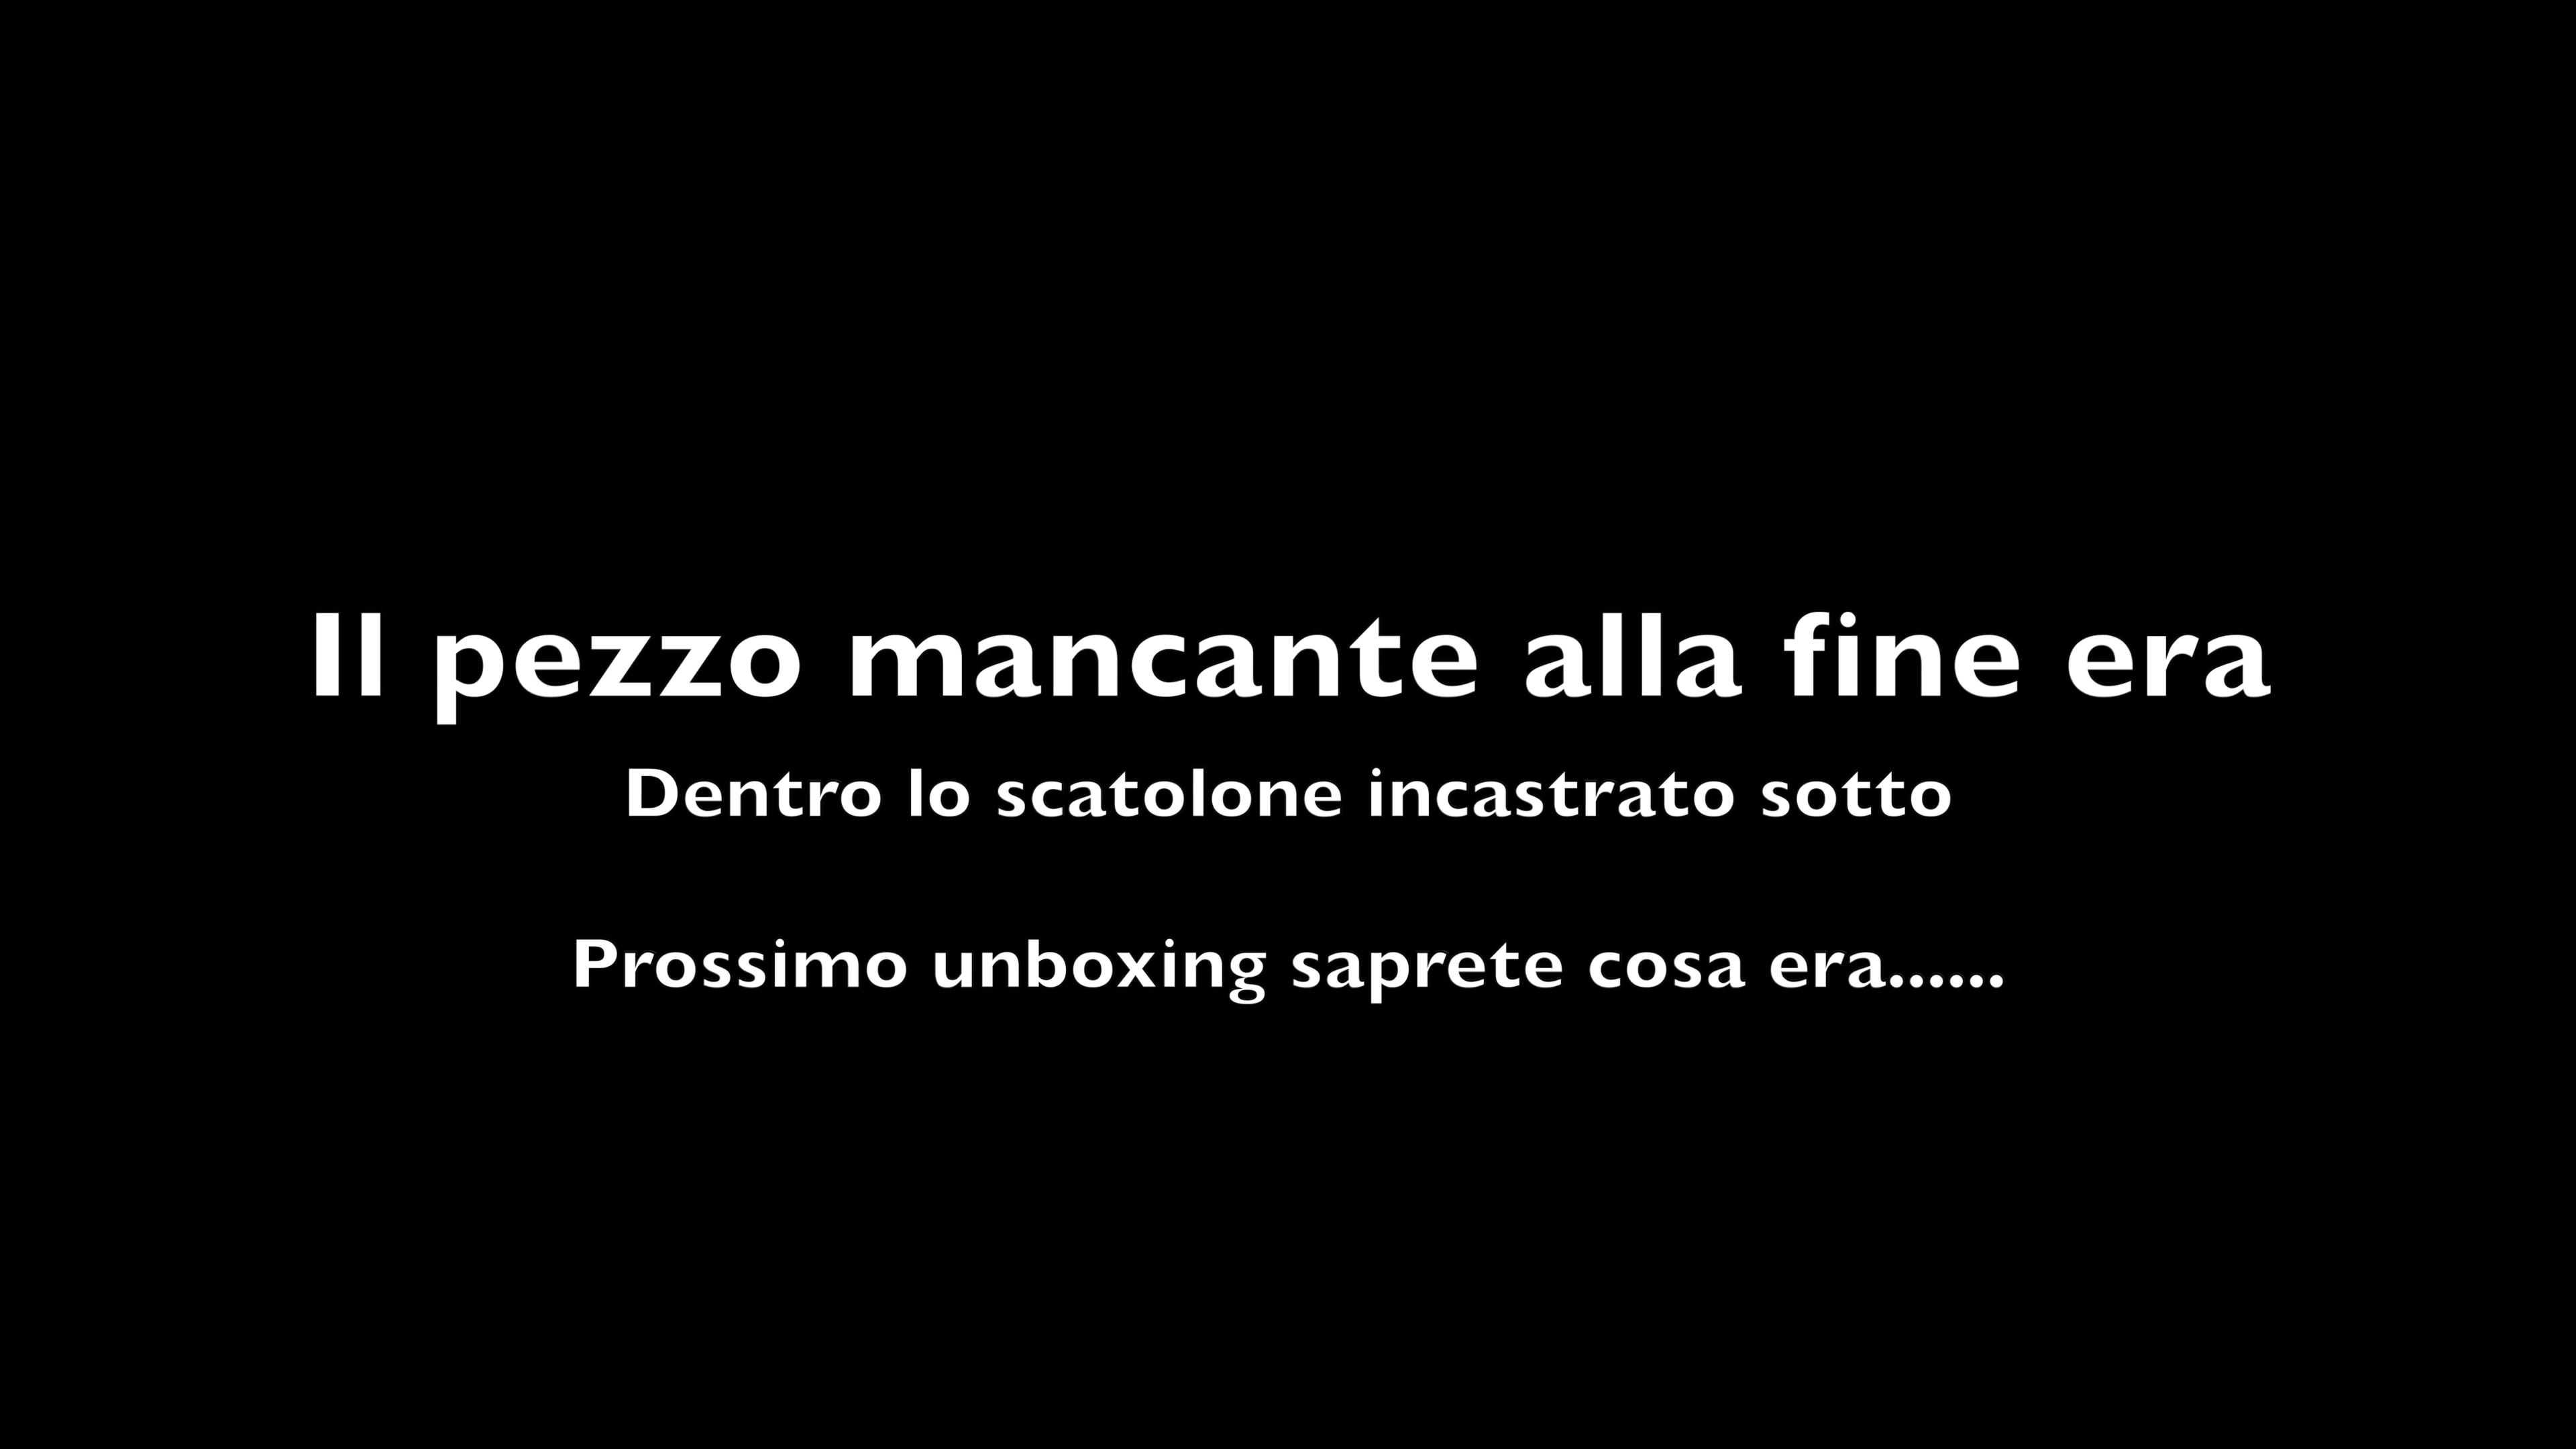 Il pezzo mancante alla fine era
Dentro lo scatolone incastrato sotto
Prossimo unboxing saprete cosa era......